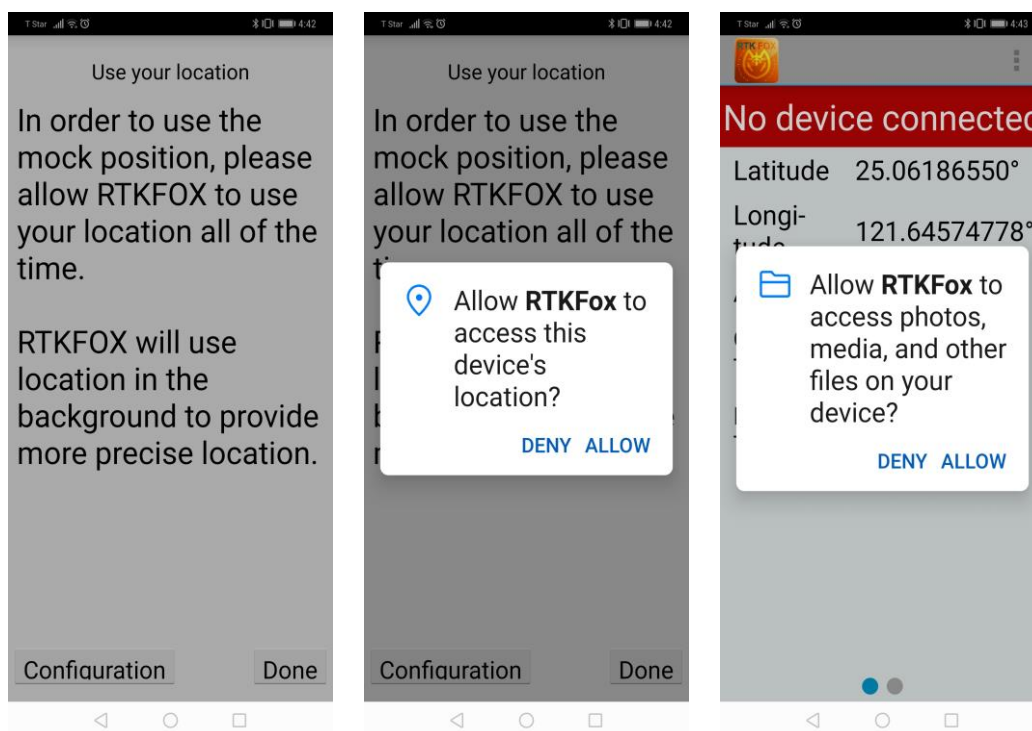 T Star
4:42
Use your location
In order to use the
mock position, please
allow RTKFOX to use
your location all of the
time.
RTKFOX will use
location in the
background to provide
more precise location.
Configuration
Done
T Star
4:42
Use your location
In order to use the
mock position, please
allow RTKFOX to use
your location all of the
Allow RTKFox to
access this
device's
location?
DENY ALLOW
Configuration
Done
T Star
4:43
RTK FOX
No device connected
Latitude 25.06186550°
Longi-
tude 121.64574778°
Allow RTKFox to
access photos,
media, and other
files on your
device?
DENY ALLOW